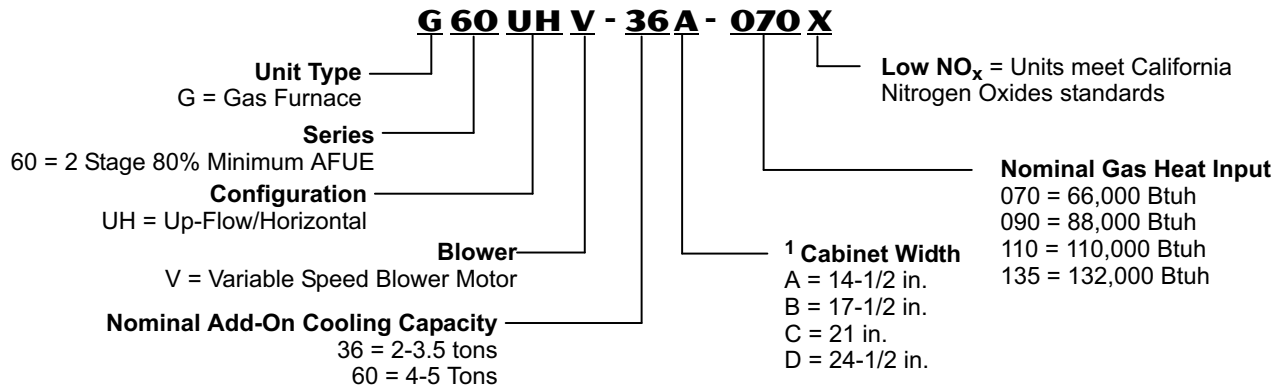 G 60 UH V - 36 A - 070 X
Unit Type
G = Gas Furnace
Series
60 = 2 Stage 80% Minimum AFUE
Configuration
UH = Up-Flow/Horizontal
Blower
V = Variable Speed Blower Motor
Nominal Add-On Cooling Capacity
36 = 2-3.5 tons
60 = 4-5 Tons
Low NOx = Units meet California
Nitrogen Oxides standards
Nominal Gas Heat Input
070 = 66,000 Btuh
090 = 88,000 Btuh
110 = 110,000 Btuh
135 = 132,000 Btuh
1 Cabinet Width
A = 14-1/2 in.
B = 17-1/2 in.
C = 21 in.
D = 24-1/2 in.